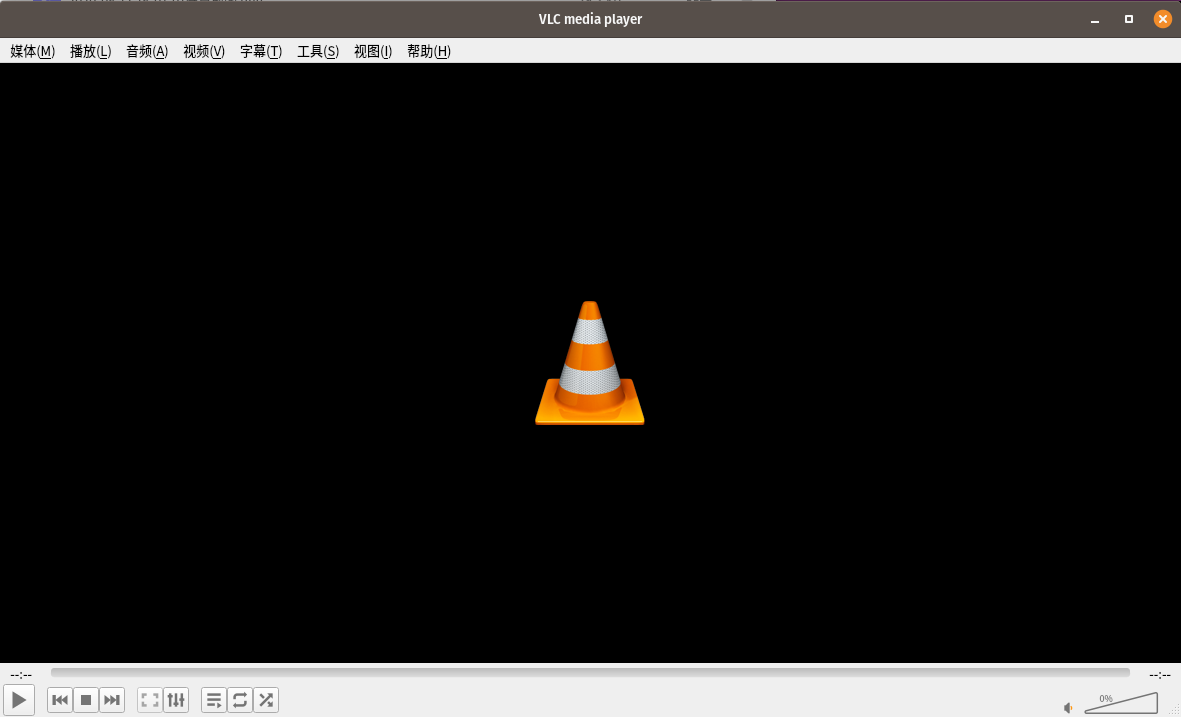 VLC media player
媒体(M) 播放(L) 音频(A) 视频(V) 字幕(T) 工具(S) 视图(I) 帮助(H)
--:-- --:--
0%